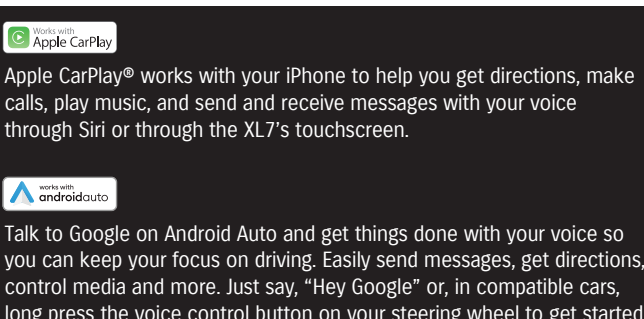 Works with
Apple CarPlay
Apple CarPlay® works with your iPhone to help you get directions, make
calls, play music, and send and receive messages with your voice
through Siri or through the XL7's touchscreen.
works with
androidauto
Talk to Google on Android Auto and get things done with your voice so
you can keep your focus on driving. Easily send messages, get directions,
control media and more. Just say, “Hey Google” or, in compatible cars,
long press the voice control button on your steering wheel to get started